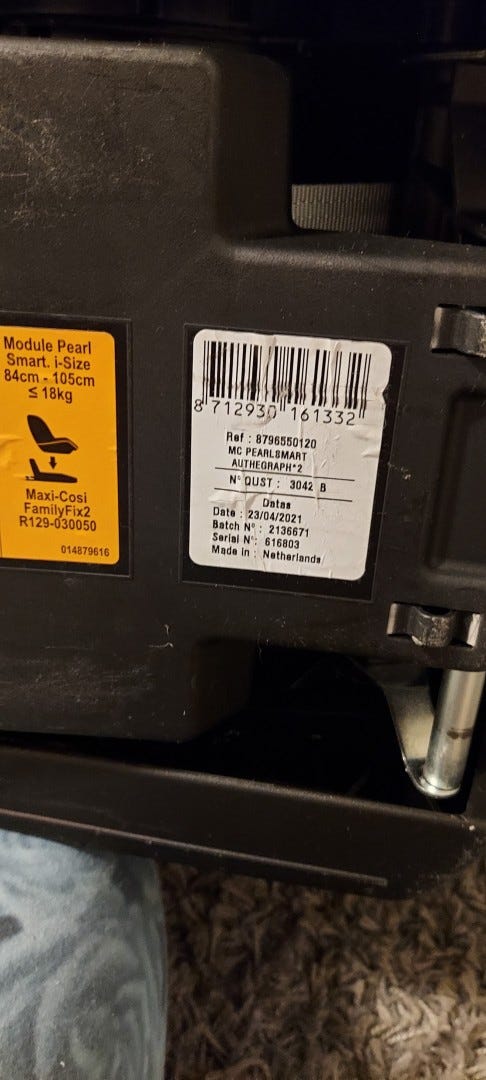 Module Pearl
Smart. i-Size
84cm - 105cm
≤ 18kg
Maxi-Cosi
FamilyFix2
R129-030050
014879616
8 712930 161332
Ref : 8796550120
MC PEARLSMART
AUTHEGRAPH*2
N° QUST : 3042 B
Datas
Date : 23/04/2021
Batch N° : 2136671
Serial N° : 616803
Made in : Netherlands